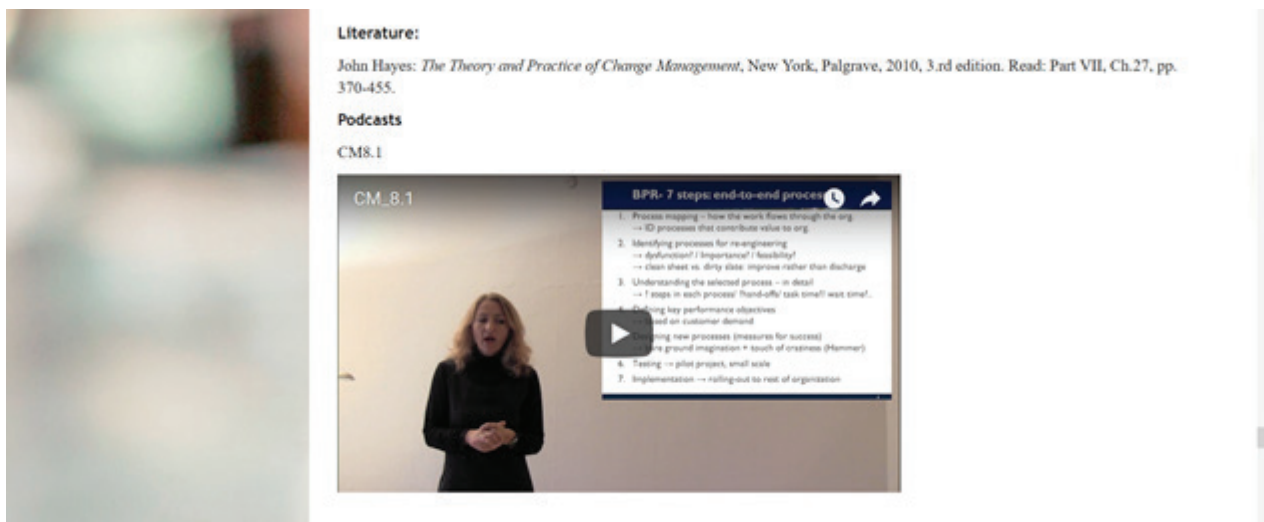 Literature:
John Hayes: The Theory and Practice of Change Management, New York, Palgrave, 2010, 3.rd edition. Read: Part VII, Ch.27, pp.
370-455.
Podcasts
CM8.1
CM_8.1
BPR- 7 steps: end-to-end proces
1. Process mapping – how the work flows through the org.
→ ID processes that contribute value to org.
2. Identifying processes for re-engineering
→ dysfunction? / Importance? / feasibility?
→ clean sheet vs. dirty slate: improve rather than discharge
3. Understanding the selected process – in detail
→ ! steps in each process/ ?hand-offs/ task time!! wait time!..
key performance objectives
on customer demand
new processes (measures for success)
ground imagination + touch of craziness (Hammer)
6. Testing → pilot project, small scale
7. Implementation → rolling-out to rest of organization